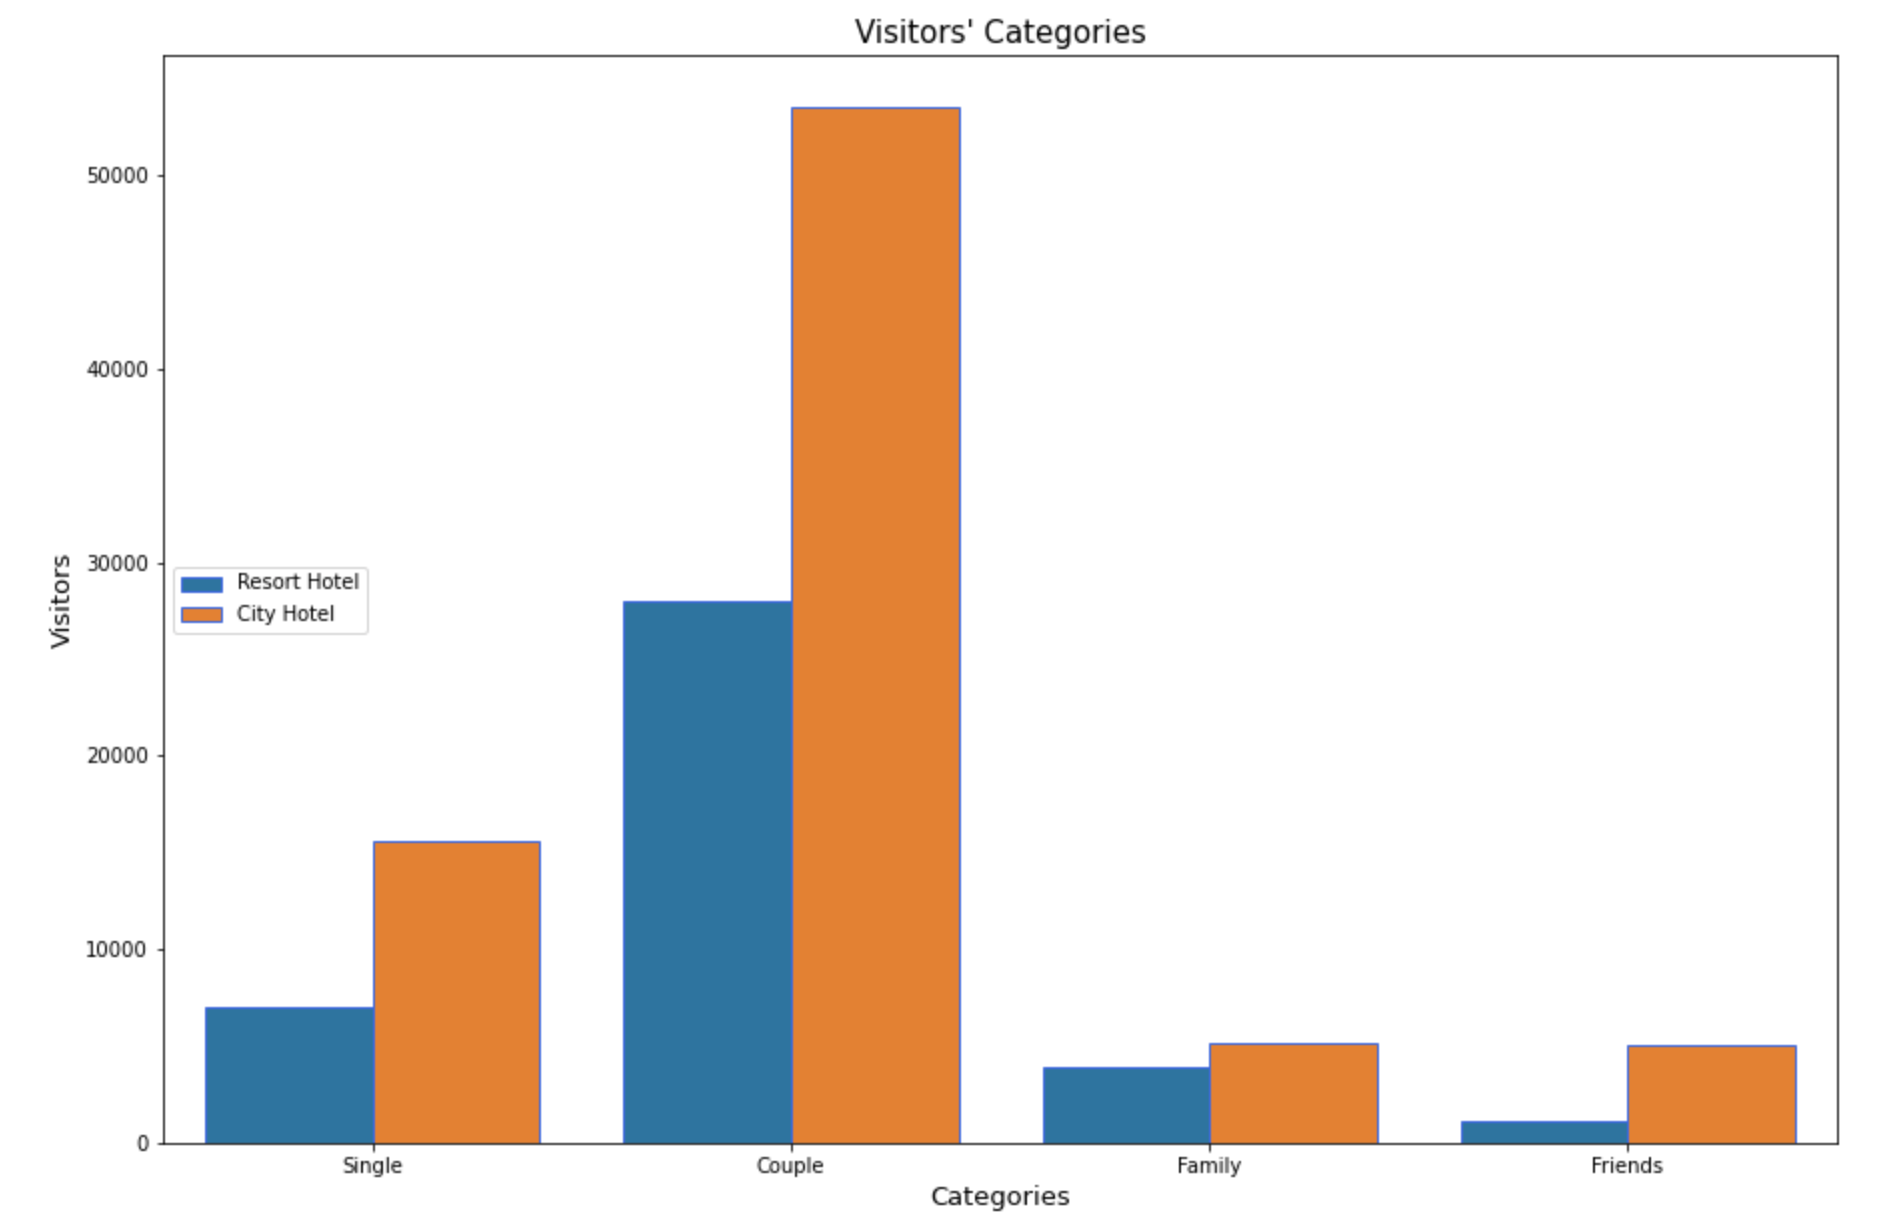 Visitors' Categories
50000
40000
30000
20000
10000
0
Visitors
Resort Hotel
City Hotel
Single Couple Family Friends
Categories